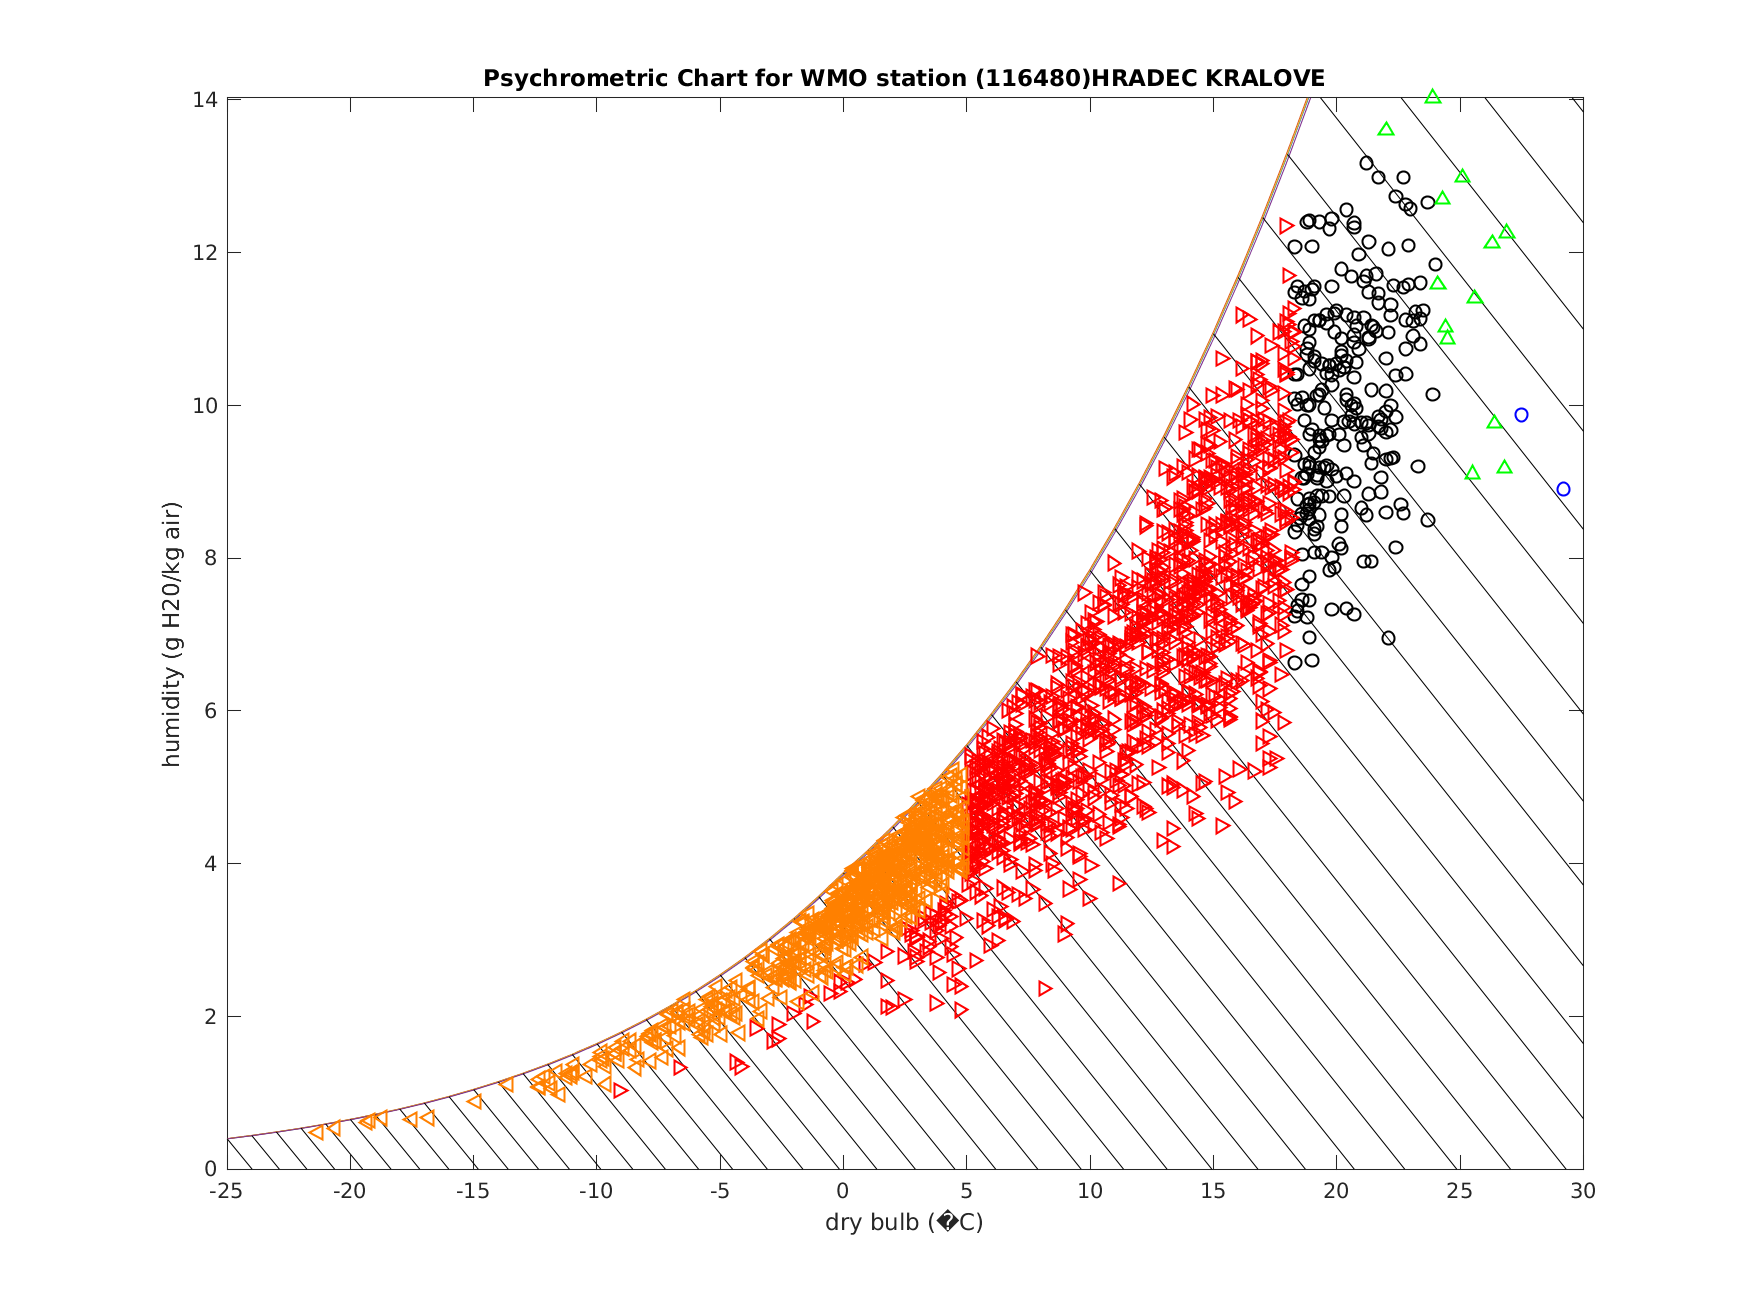 Psychrometric Chart for WMO station (116480)HRADEC KRALOVE
14
12
10
8
6
4
2
0
humidity (g H20/kg air)
-25 -20 -15 -10 -5 0 5 10 15 20 25 30
dry bulb (�C)